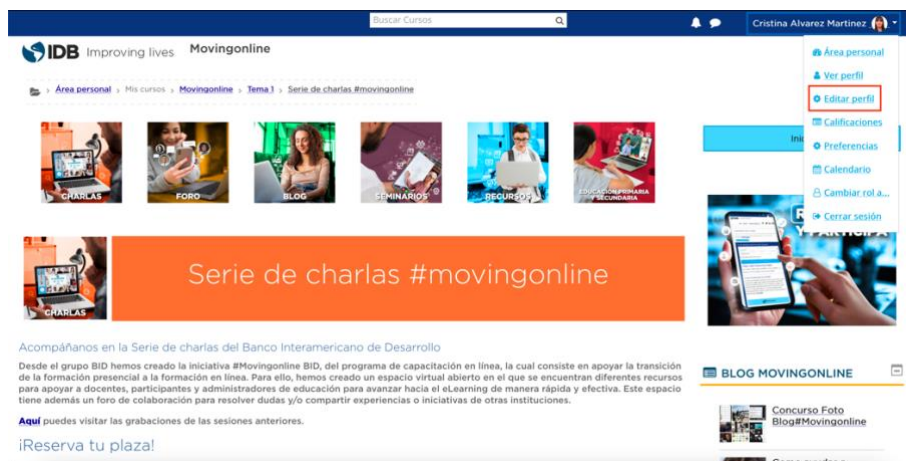 Buscar Cursos
Cristina Alvarez Martinez
IDB Improving lives Movingonline
Área personal
Ver perfil
Editar perfil
Calificaciones
Preferencias
Calendario
Cambiar rol a...
Cerrar sesión
Área personal › Mis cursos › Movingonline › Tema 1 › Serie de charlas #movingonline
CHARLAS
FORO
BLOG
SEMINARIOS
RECURSOS
EDUCACIÓN PRIMARIA
Y SECUNDARIA
Y PARTICIPA
CHARLAS
Serie de charlas #movingonline
Acompáñanos en la Serie de charlas del Banco Interamericano de Desarrollo
Desde el grupo BID hemos creado la iniciativa #Movingonline BID, del programa de capacitación en línea, la cual consiste en apoyar la transición
de la formación presencial a la formación en línea. Para ello, hemos creado un espacio virtual abierto en el que se encuentran diferentes recursos
para apoyar a docentes, participantes y administradores de educación para avanzar hacia el eLearning de manera rápida y efectiva. Este espacio
tiene además un foro de colaboración para resolver dudas y/o compartir experiencias o iniciativas de otras instituciones.
Aquí puedes visitar las grabaciones de las sesiones anteriores.
¡Reserva tu plaza!
BLOG MOVINGONLINE
Concurso Foto
Blog#Movingonline